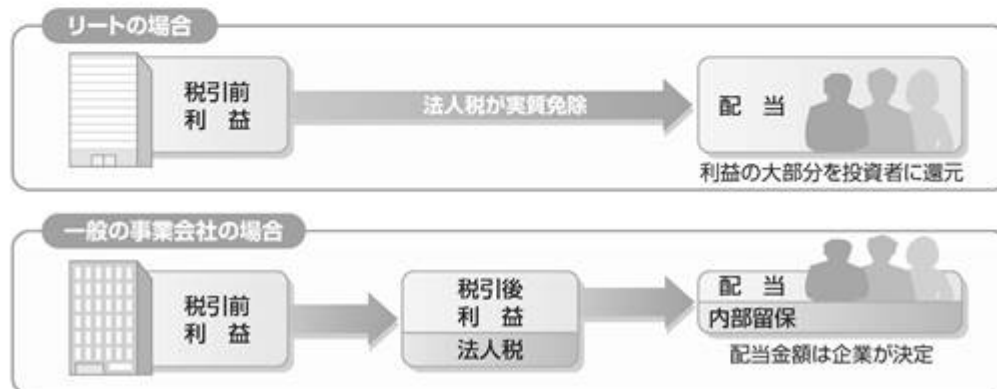 リートの場合
税引前
利 益
法人税が実質免除
配 当
利益の大部分を投資者に還元
一般の事業会社の場合
税引前
利 益
税引後
利 益
法人税
配 当
内部留保
配当金額は企業が決定